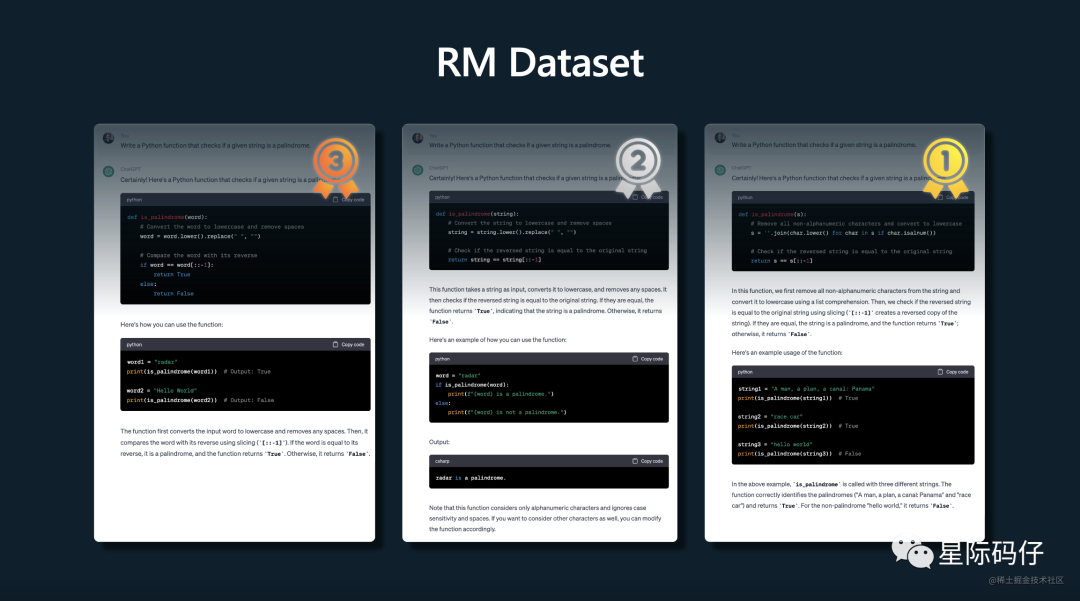 RM Dataset
3
You
Write a Python function that checks if a given string is a palindrome.
ChatGPT
Certainly! Here's a Python function that checks if a given string is a
python
Copy code
def is_palindrome(word):
# Convert the word to lowercase and remove spaces
word = word.lower().replace(" ", "")
# Compare the word with its reverse
if word == word[::-1]:
return True
else:
return False
Here's how you can use the function:
python
Copy code
word1 = "radar"
print(is_palindrome(word1))  # Output: True
word2 = "Hello World"
print(is_palindrome(word2))  # Output: False
The function first converts the input word to lowercase and removes any spaces. Then, it
compares the word with its reverse using slicing (`[::-1]`). If the word is equal to its
reverse, it is a palindrome, and the function returns `True`. Otherwise, it returns `False`.
2
You
Write a Python function that checks if a given string is a palindrome.
ChatGPT
Certainly! Here's a Python function that checks if a given string is a
python
code
def is_palindrome(string):
# Convert the string to lowercase and remove spaces
string = string.lower().replace(" ", "")
# Check if the reversed string is equal to the original string
return string == string[::-1]
This function takes a string as input, converts it to lowercase, and removes any spaces. It
then checks if the reversed string is equal to the original string. If they are equal, the
function returns `True`, indicating that the string is a palindrome. Otherwise, it returns
`False`.
Here's an example of how you can use the function:
python
Copy code
word = "radar"
if is_palindrome(word):
print(f"{word} is a palindrome.")
else:
print(f"{word} is not a palindrome.")
Output:
csharp
Copy code
radar is a palindrome.
Note that this function considers only alphanumeric characters and ignores case
sensitivity and spaces. If you want to consider other characters as well, you can modify
the function accordingly.
1
You
Write a Python function that checks if a given string is a palindrome.
ChatGPT
Certainly! Here's a Python function that checks if a given string is a
python
Copy code
def is_palindrome(s):
# Remove all non-alphanumeric characters and convert to lowercase
s = ''.join(char.lower() for char in s if char.isalnum())
# Check if the reversed string is equal to the original string
return s == s[::-1]
In this function, we first remove all non-alphanumeric characters from the string and
convert it to lowercase using a list comprehension. Then, we check if the reversed string
is equal to the original string using slicing (`[::-1]` creates a reversed copy of the
string). If they are equal, the string is a palindrome, and the function returns `True`;
otherwise, it returns `False`.
Here's an example usage of the function:
python
Copy code
string1 = "A man, a plan, a canal: Panama"
print(is_palindrome(string1))  # True
string2 = "race car"
print(is_palindrome(string2))  # True
string3 = "hello world"
print(is_palindrome(string3))  # False
In the above example, `is_palindrome` is called with three different strings. The
function correctly identifies the palindromes ("A man, a plan, a canal: Panama" and "race
car") and returns `True`. For the non-palindrome "hello world," it returns `False`.
星际码仔
@稀土掘金技术社区